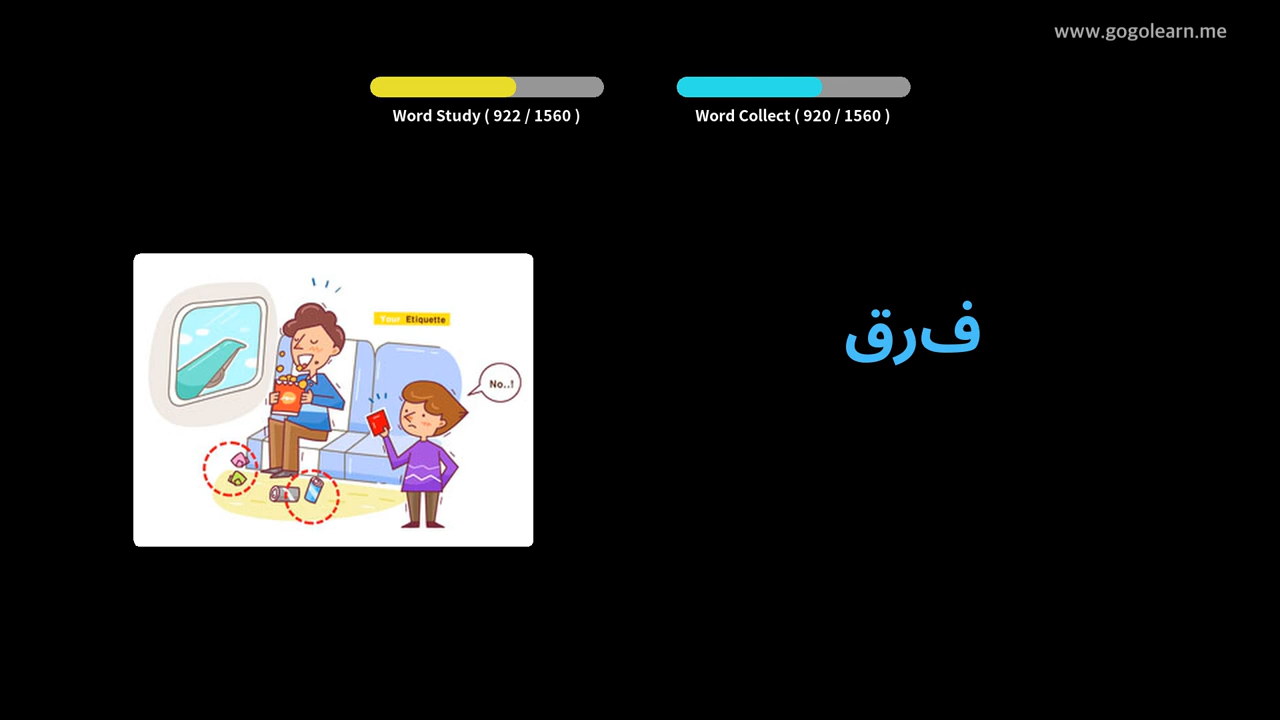 www.gogolearn.me
Word Study ( 922 / 1560 )
Word Collect ( 920 / 1560 )
Your Etiquette
No..!
فرق